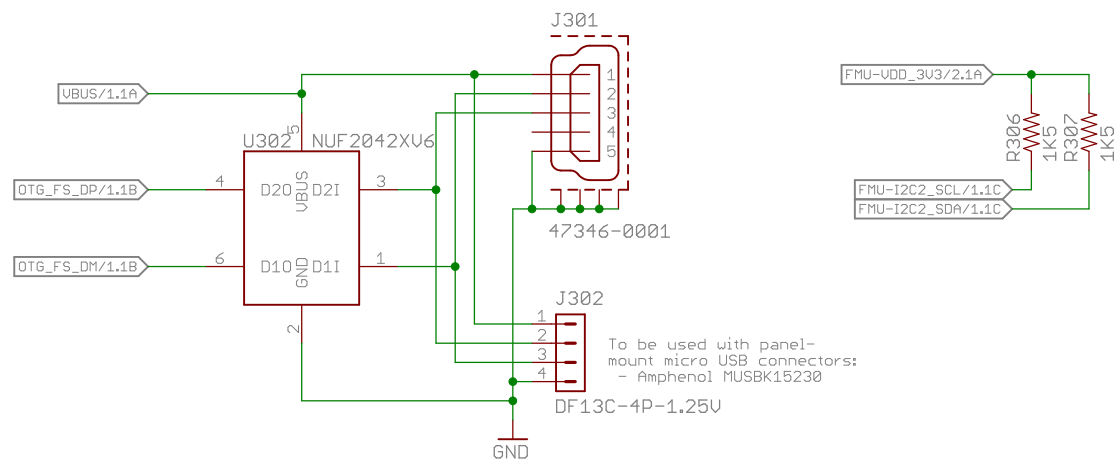 J301
VBUS/1.1A
1
2
3
4
5
FMU-VDD_3V3/2.1A
R306
1K5
R307
1K5
U302
5
NUF2042XV6
OTG_FS_DP/1.1B
4
D2O
VBUS
D2I
3
FMU-I2C2_SCL/1.1C
FMU-I2C2_SDA/1.1C
47346-0001
OTG_FS_DM/1.1B
6
D1O
GND
D1I
1
2
J302
1
2
3
4
To be used with panel-
mount micro USB connectors:
- Amphenol MUSBK15230
DF13C-4P-1.25V
GND